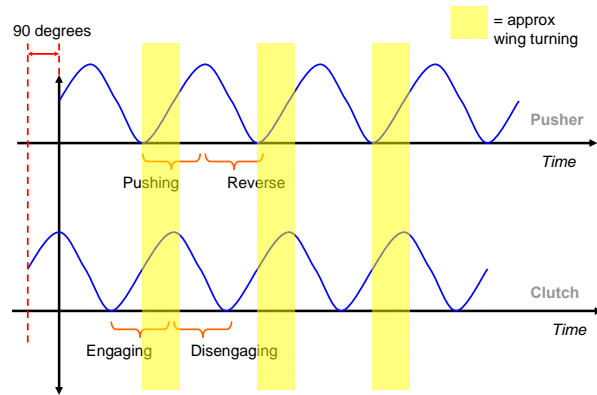 = approx
wing turning
90 degrees
Pusher
Time
Pushing
Reverse
Clutch
Time
Engaging
Disengaging